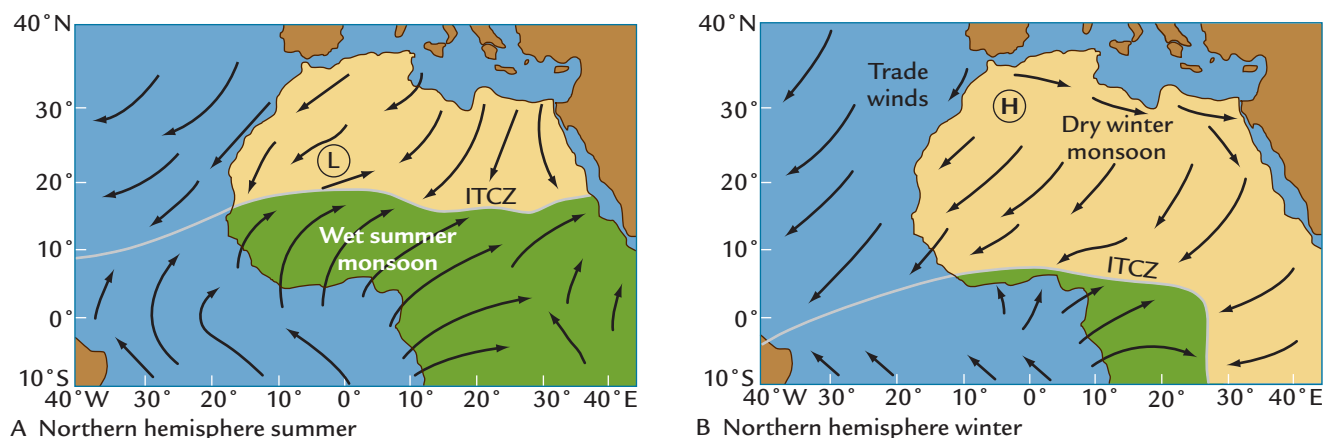 40°N
30°
20°
10°
0°
10°S
40°W 30° 20° 10° 0° 10° 20° 30° 40°E
L
ITCZ
Wet summer
monsoon
A Northern hemisphere summer
40°N
30°
20°
10°
0°
10°S
40°W 30° 20° 10° 0° 10° 20° 30° 40°E
Trade
winds
H
Dry winter
monsoon
ITCZ
B Northern hemisphere winter